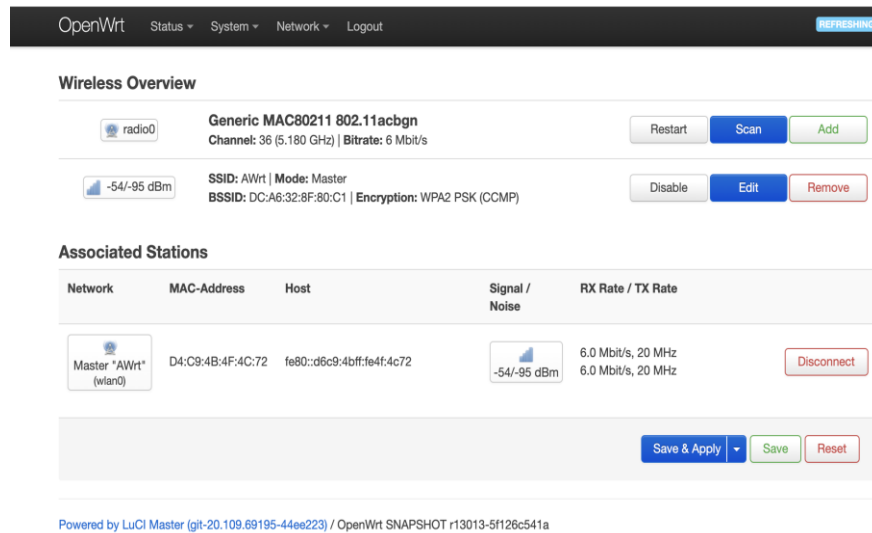 OpenWrt Status System Network Logout REFRESHING
Wireless Overview
radio0 Generic MAC80211 802.11acbgn Restart Scan Add
Channel: 36 (5.180 GHz) | Bitrate: 6 Mbit/s
-54/-95 dBm SSID: AWrt | Mode: Master Disable Edit Remove
BSSID: DC:A6:32:8F:80:C1 | Encryption: WPA2 PSK (CCMP)
Associated Stations
Network MAC-Address Host Signal / RX Rate / TX Rate
Noise
Master "AWrt" D4:C9:4B:4F:4C:72 fe80::d6c9:4bff:fe4f:4c72 -54/-95 dBm 6.0 Mbit/s, 20 MHz Disconnect
(wlan0) 6.0 Mbit/s, 20 MHz
Save & Apply Save Reset
Powered by LuCI Master (git-20.109.69195-44ee223) / OpenWrt SNAPSHOT r13013-5f126c541a